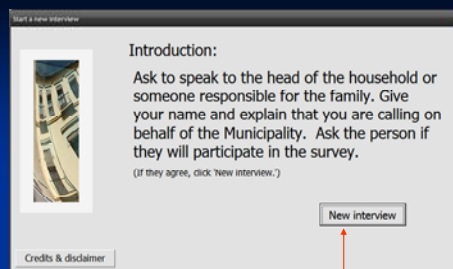 Start a new interview
Introduction:
Ask to speak to the head of the household or
someone responsible for the family. Give
your name and explain that you are calling on
behalf of the Municipality. Ask the person if
they will participate in the survey.
(If they agree, click 'New interview.')
New interview
Credits & disclaimer